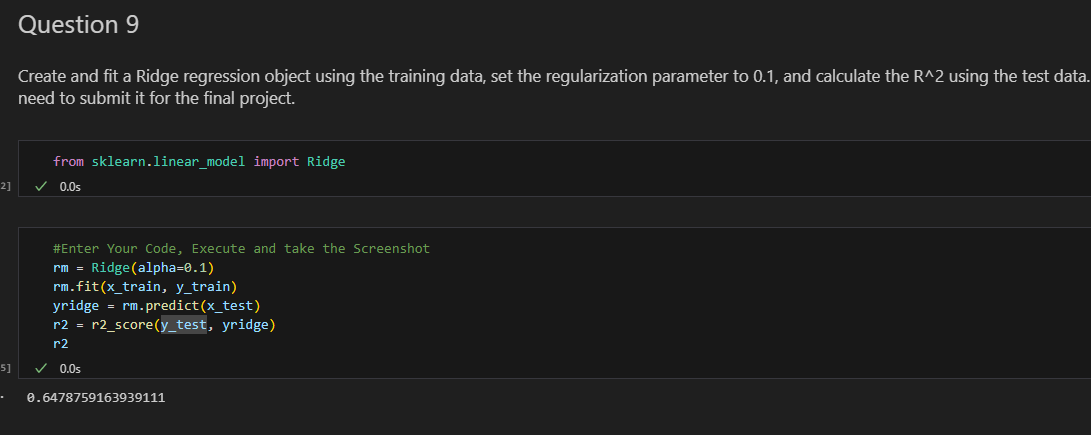 Question 9
Create and fit a Ridge regression object using the training data, set the regularization parameter to 0.1, and calculate the R^2 using the test data.
need to submit it for the final project.
from sklearn.linear_model import Ridge
2]
0.0s
#Enter Your Code, Execute and take the Screenshot
rm = Ridge(alpha=0.1)
rm.fit(x_train, y_train)
yridge = rm.predict(x_test)
r2 = r2_score(y_test, yridge)
r2
5]
0.0s
0.6478759163939111